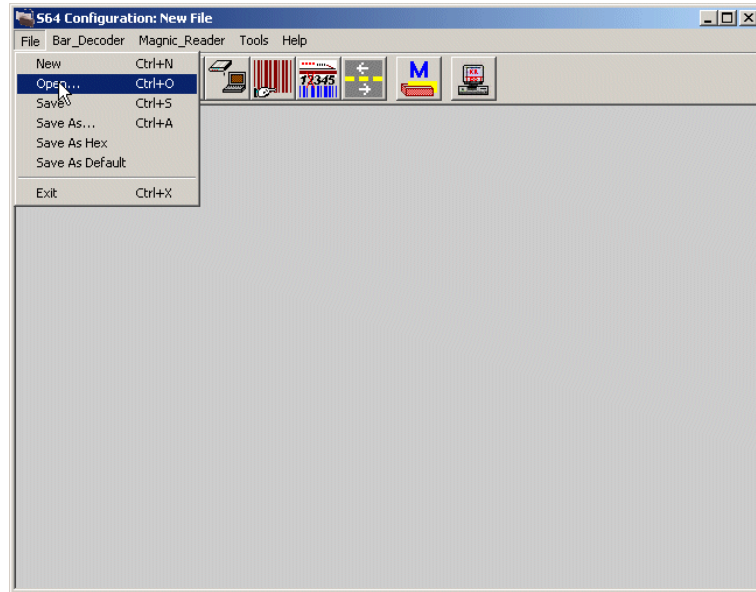 S64 Configuration: New File
File Bar_Decoder Magnic_Reader Tools Help
New Ctrl+N
Open... Ctrl+O
Save Ctrl+S
Save As... Ctrl+A
Save As Hex
Save As Default
Exit Ctrl+X
12345
M